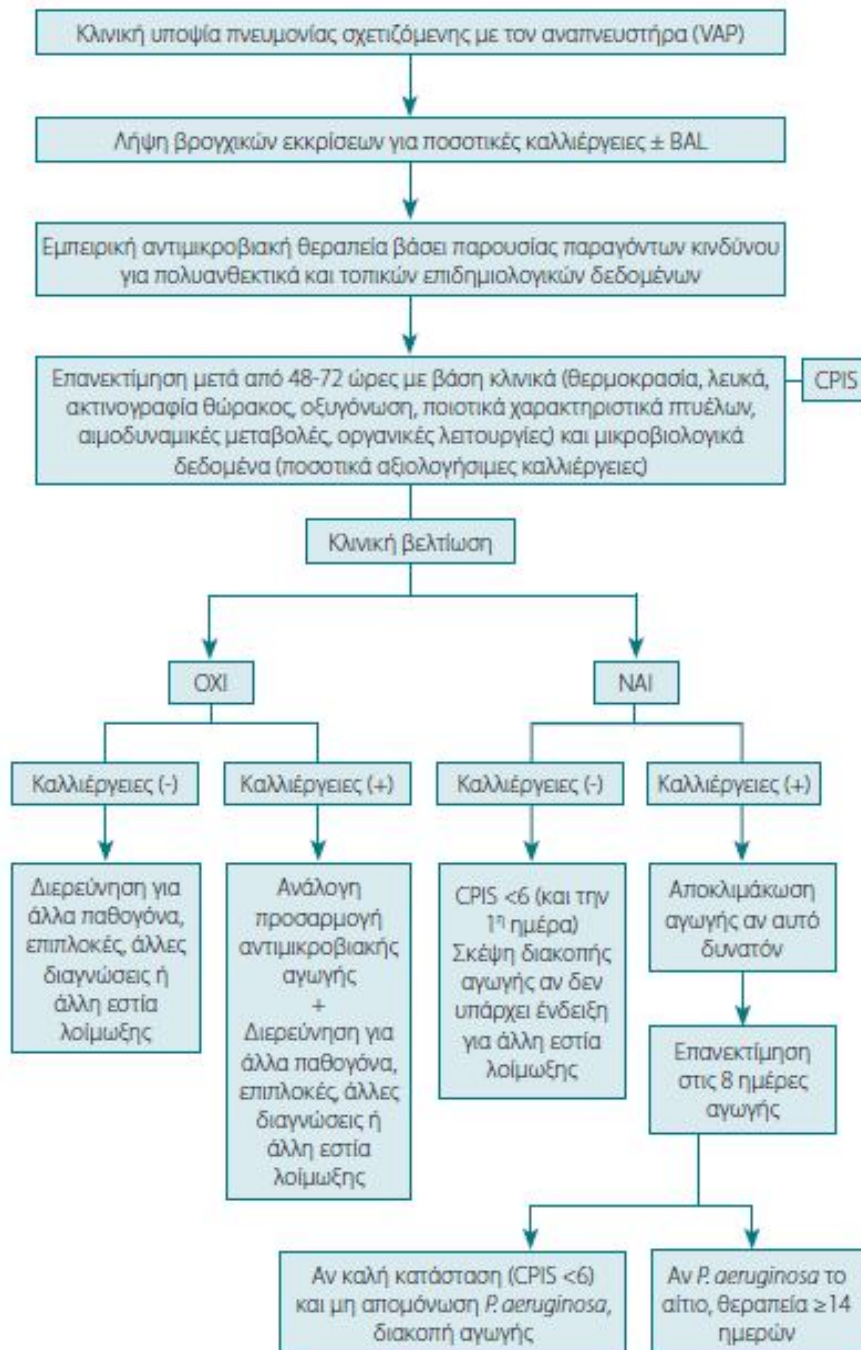 Κλινική υποψία πνευμονίας σχετιζόμενης με τον αναπνευστήρα (VAP)
Λήψη βρογχικών εκκρίσεων για ποσοτικές καλλιέργειες ± BAL
Εμπειρική αντιμικροβιακή θεραπεία βάσει παρουσίας παραγόντων κινδύνου
για πολυανθεκτικά και τοπικών επιδημιολογικών δεδομένων
Επανεκτίμηση μετά από 48-72 ώρες με βάση κλινικά (θερμοκρασία, λευκά,
ακτινογραφία θώρακος, οξυγόνωση, ποιοτικά χαρακτηριστικά πτυέλων,
αιμοδυναμικές μεταβολές, οργανικές λειτουργίες) και μικροβιολογικά
δεδομένα (ποσοτικά αξιολογήσιμες καλλιέργειες)
CPIS
Κλινική βελτίωση
ΟΧΙ
ΝΑΙ
Καλλιέργειες (-)
Καλλιέργειες (+)
Καλλιέργειες (-)
Καλλιέργειες (+)
Διερεύνηση για
άλλα παθογόνα,
επιπλοκές, άλλες
διαγνώσεις ή
άλλη εστία
λοίμωξης
Ανάλογη
προσαρμογή
αντιμικροβιακής
αγωγής
+
Διερεύνηση για
άλλα παθογόνα,
επιπλοκές, άλλες
διαγνώσεις ή
άλλη εστία
λοίμωξης
CPIS <6 (και την
1η ημέρα)
Σκέψη διακοπής
αγωγής αν δεν
υπάρχει ένδειξη
για άλλη εστία
λοίμωξης
Αποκλιμάκωση
αγωγής αν αυτό
δυνατόν
Επανεκτίμηση
στις 8 ημέρες
αγωγής
Αν καλή κατάσταση (CPIS <6)
και μη απομόνωση P. aeruginosa,
διακοπή αγωγής
Αν P. aeruginosa το
αίτιο, θεραπεία ≥14
ημερών